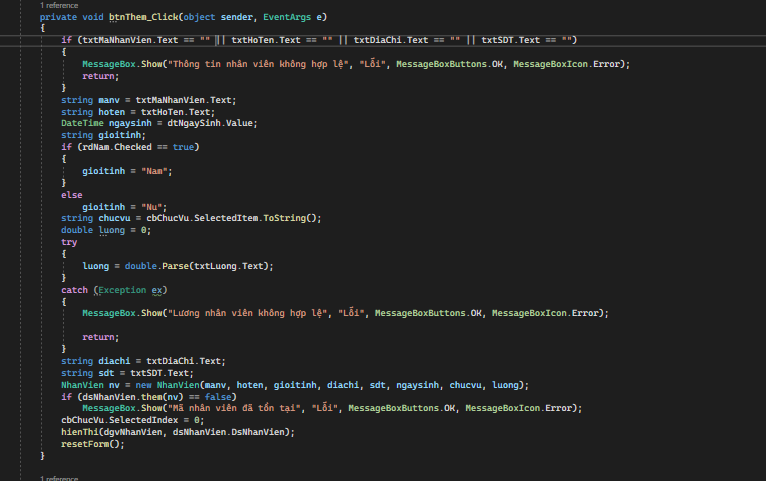 1 reference
private void btnThem_Click(object sender, EventArgs e)
{
if (txtMaNhanVien.Text == "" || txtHoTen.Text == "" || txtDiaChi.Text == "" || txtSDT.Text == "")
{
MessageBox.Show("Thông tin nhân viên không hợp lệ", "Lỗi", MessageBoxButtons.OK, MessageBoxIcon.Error);
return;
}
string manv = txtMaNhanVien.Text;
string hoten = txtHoTen.Text;
DateTime ngaysinh = dtNgaySinh.Value;
string gioitinh;
if (rdNam.Checked == true)
{
gioitinh = "Nam";
}
else
gioitinh = "Nu";
string chucvu = cbChucVu.SelectedItem.ToString();
double luong = 0;
try
{
luong = double.Parse(txtLuong.Text);
}
catch (Exception ex)
{
MessageBox.Show("Lương nhân viên không hợp lệ", "Lỗi", MessageBoxButtons.OK, MessageBoxIcon.Error);
return;
}
string diachi = txtDiaChi.Text;
string sdt = txtSDT.Text;
NhanVien nv = new NhanVien(manv, hoten, gioitinh, diachi, sdt, ngaysinh, chucvu, luong);
if (dsNhanVien.them(nv) == false)
MessageBox.Show("Mã nhân viên đã tồn tại", "Lỗi", MessageBoxButtons.OK, MessageBoxIcon.Error);
cbChucVu.SelectedIndex = 0;
hienThi(dgvNhanVien, dsNhanVien.DsNhanVien);
resetForm();
}
1 reference